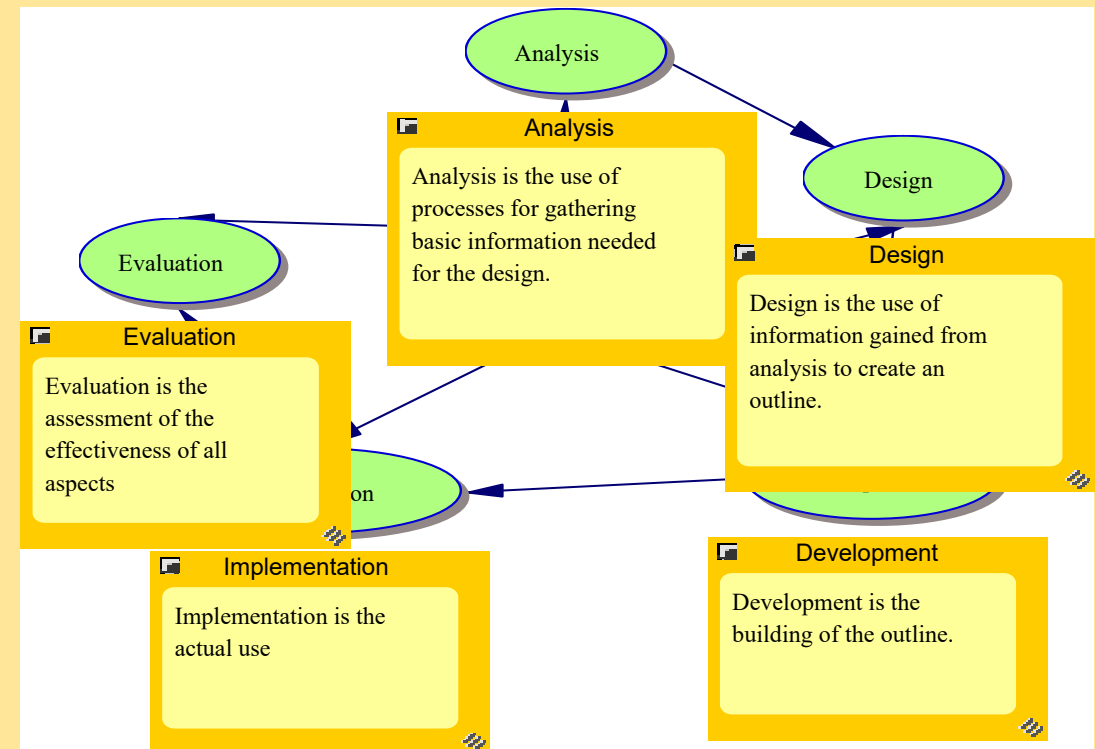 Analysis
Analysis
Analysis is the use of
processes for gathering
basic information needed
for the design.
Design
Design
Design is the use of
information gained from
analysis to create an
outline.
Evaluation
Evaluation
Evaluation is the
assessment of the
effectiveness of all
aspects
on
Implementation
Implementation is the
actual use
Development
Development is the
building of the outline.